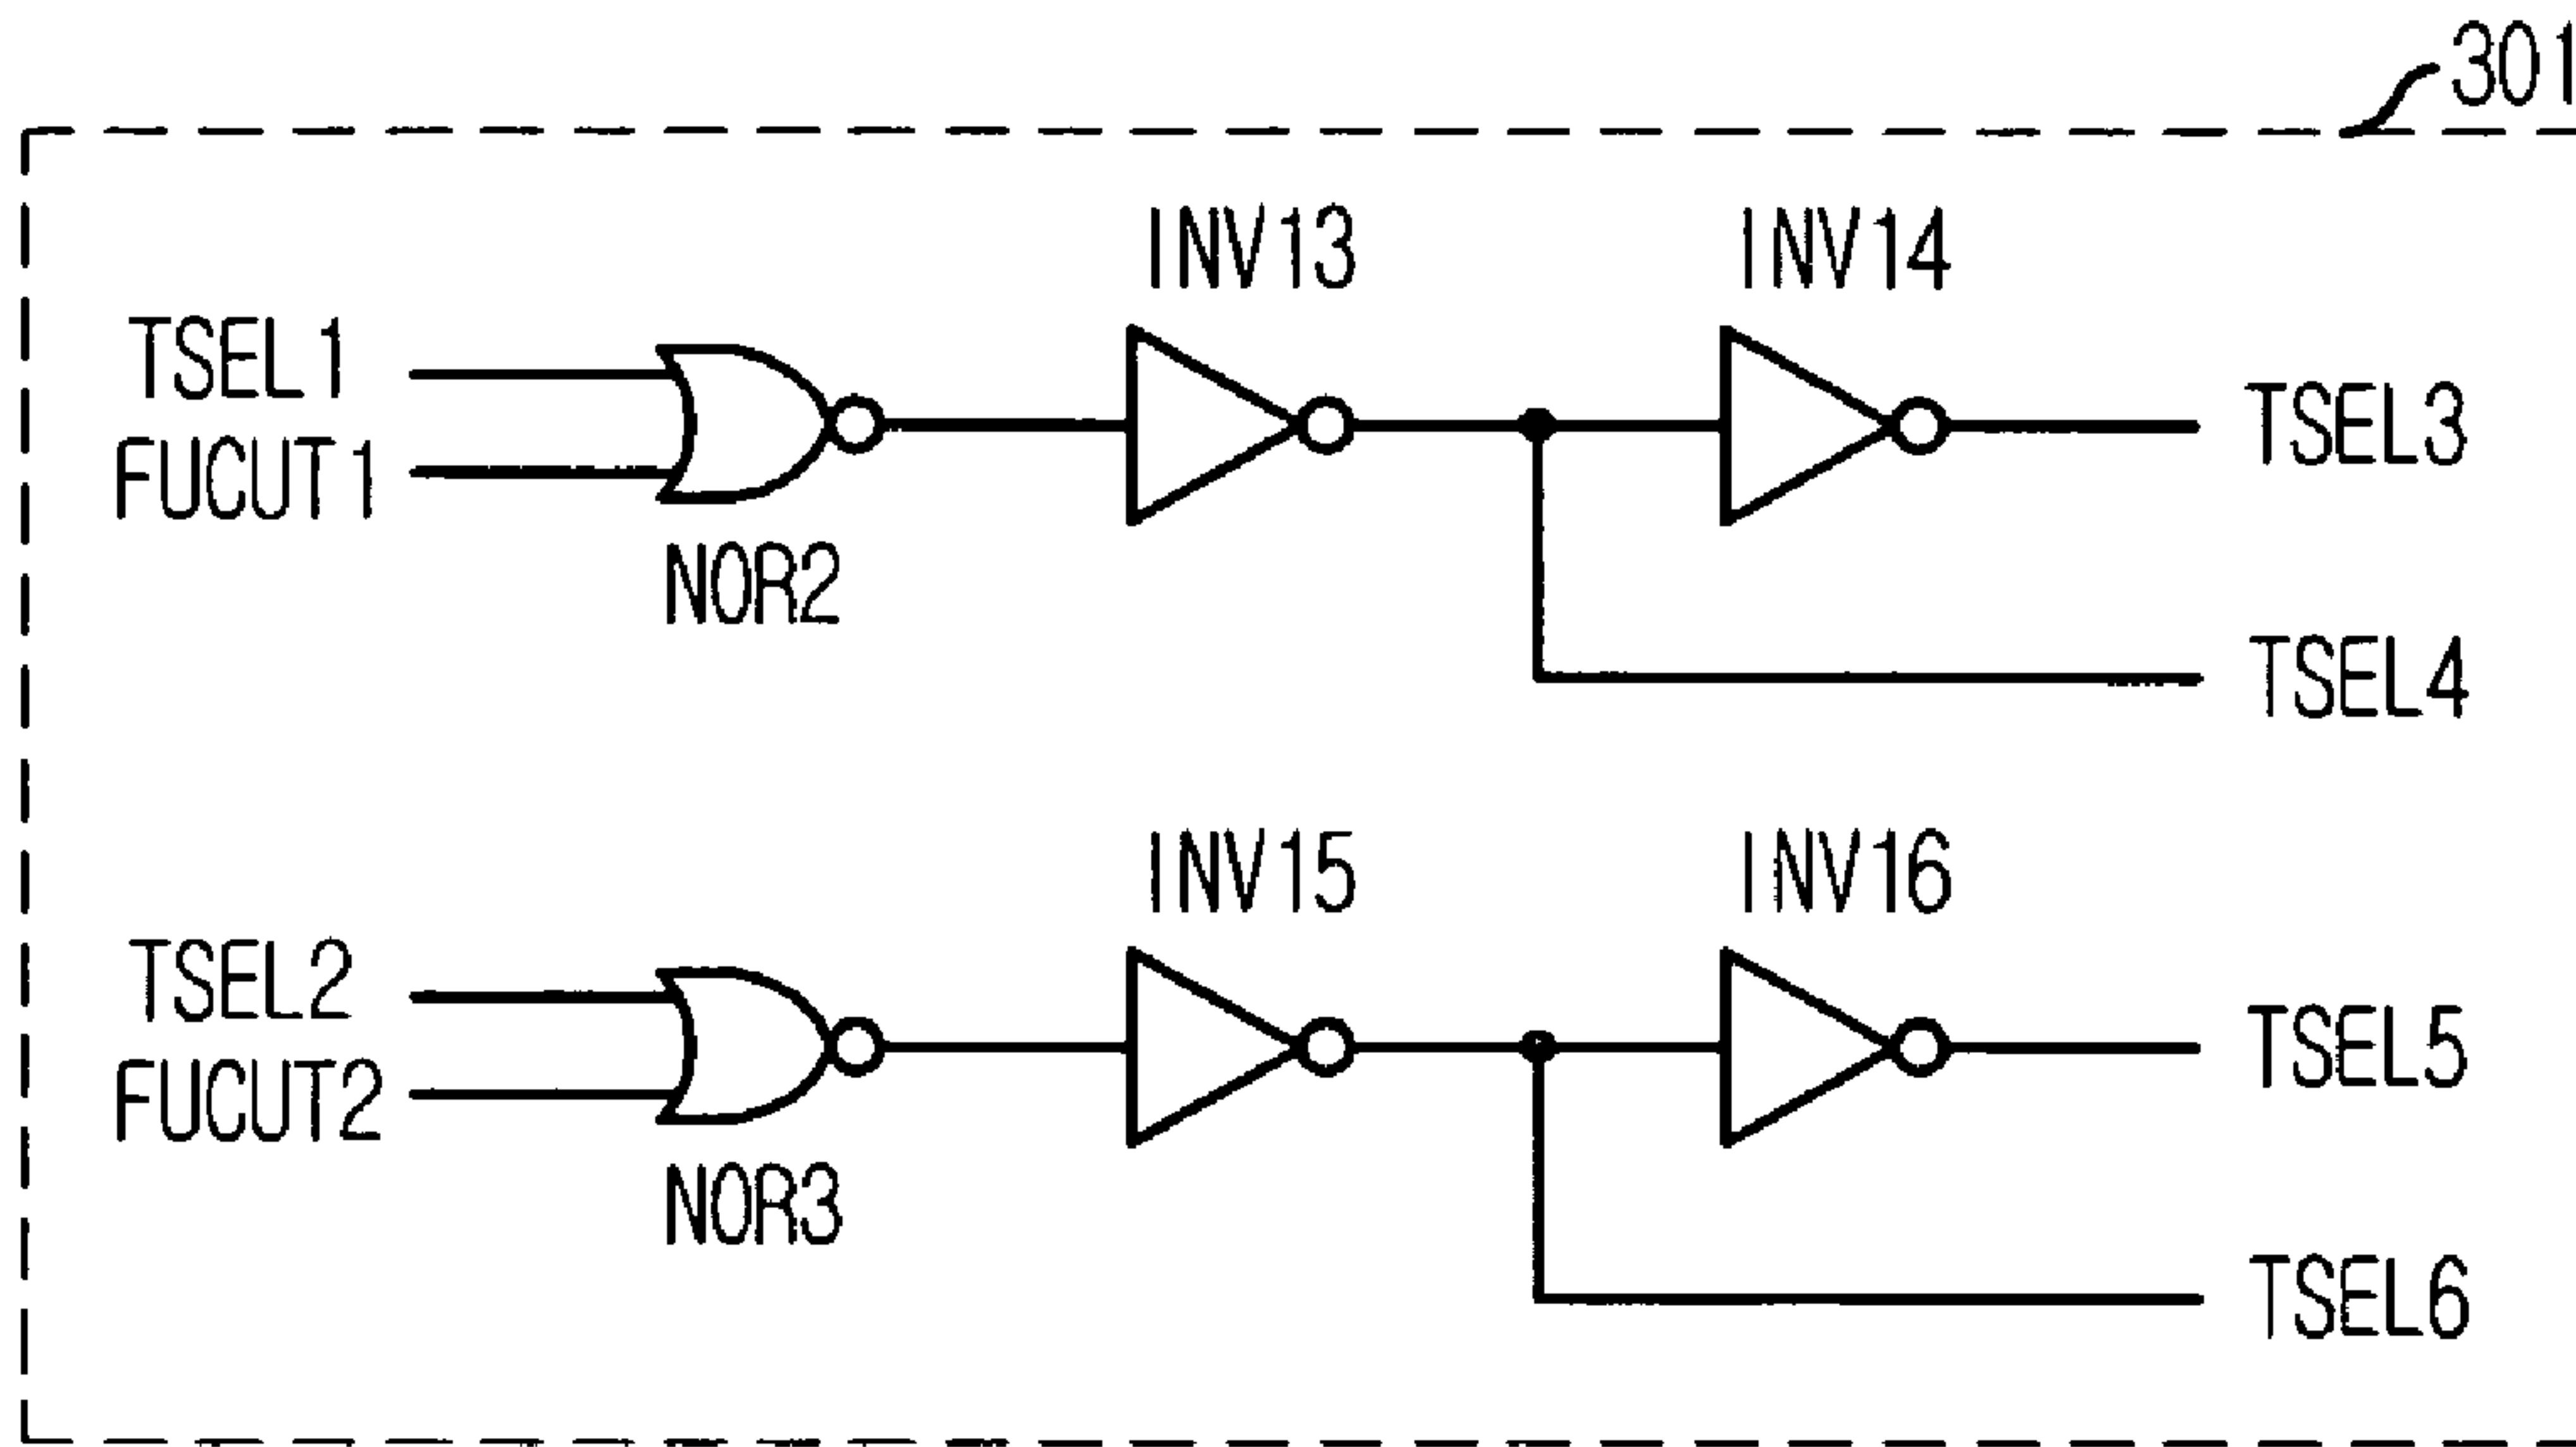 301
INV13
INV14
TSEL1
FUCUT1
NOR2
TSEL3
TSEL4
INV15
INV16
TSEL2
FUCUT2
NOR3
TSEL5
TSEL6